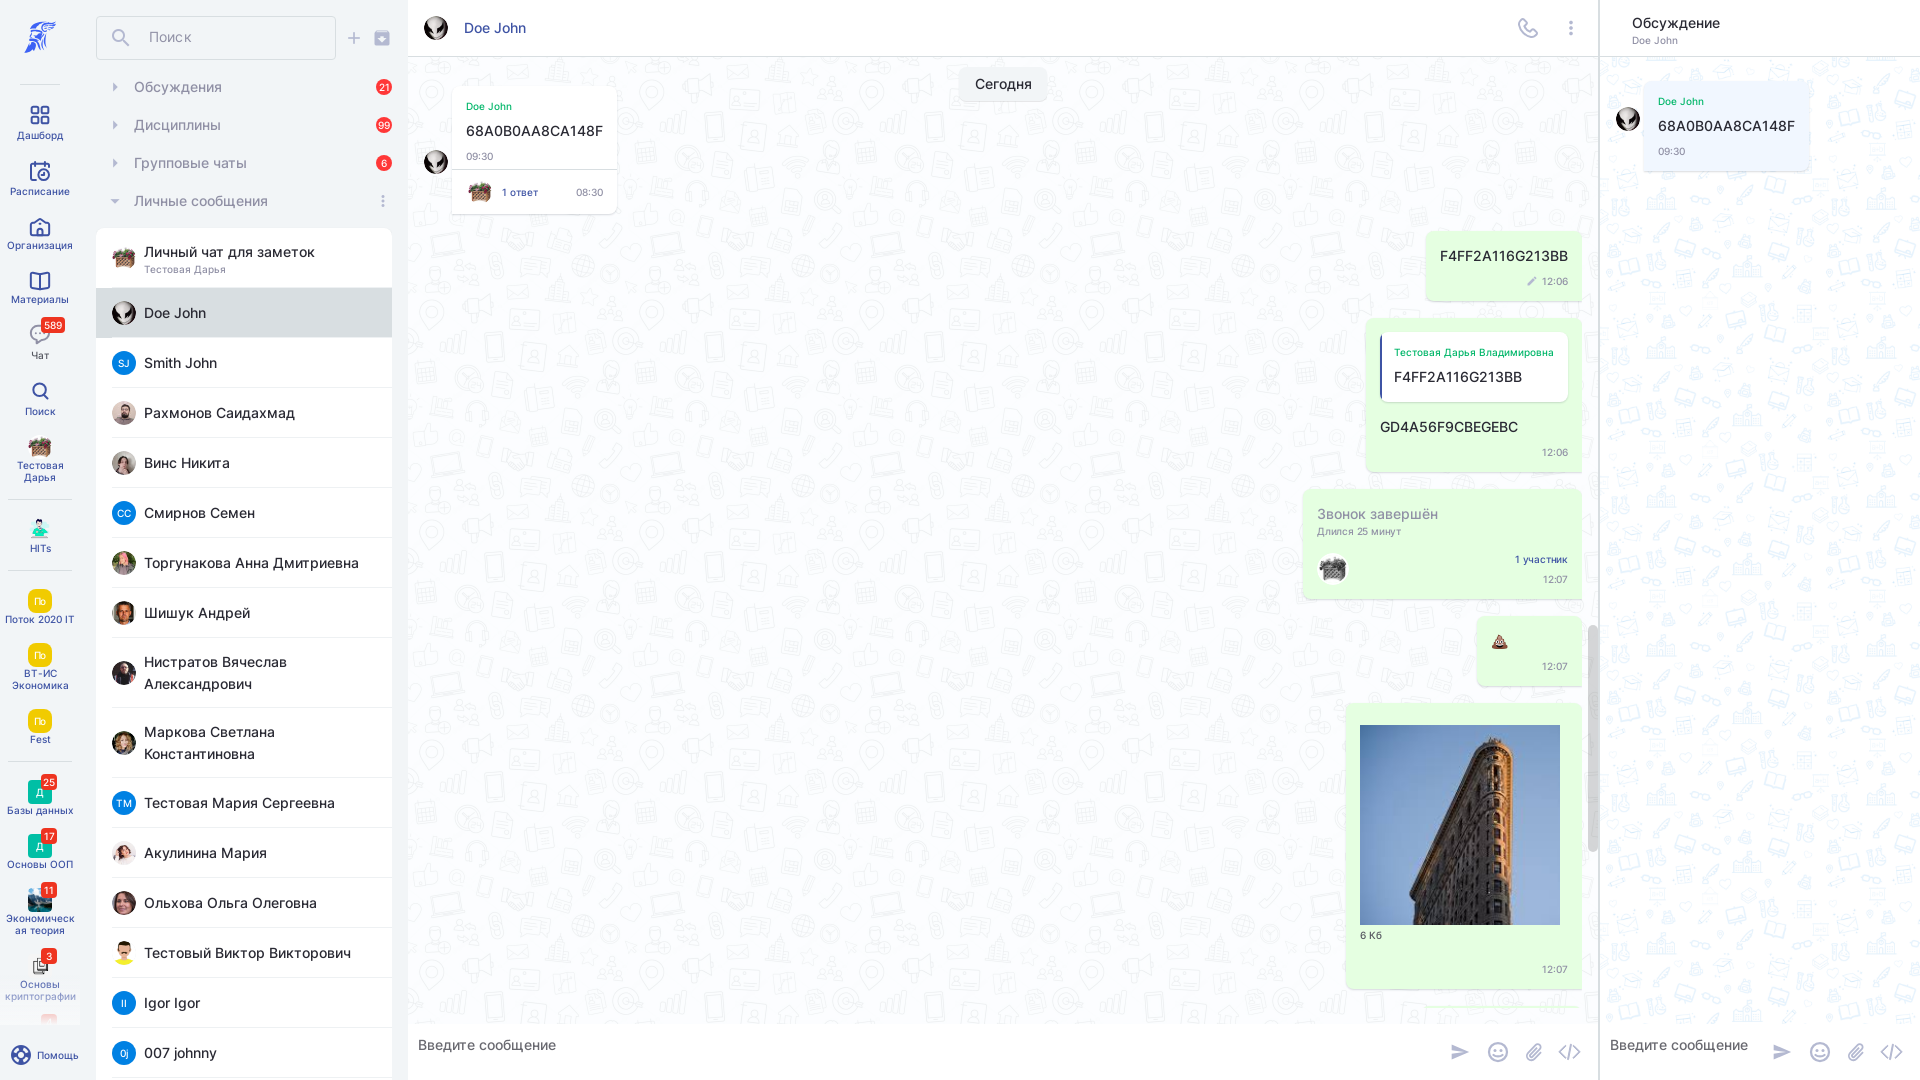 Дашборд
Расписание
Организация
Материалы
589
Чат
Поиск
Тестовая
Дарья
HITs
По
Поток 2020 IT
По
ВТ-ИС
Экономика
По
Fest
25
Д
Базы данных
17
Д
Основы ООП
11
Экономическ
ая теория
3
Основы
криптографии
Помощь
Поиск
Обсуждения
21
Дисциплины
99
Групповые чаты
6
Личные сообщения
Личный чат для заметок
Тестовая Дарья
Doe John
SJ
Smith John
Рахмонов Саидахмад
Винс Никита
СС
Смирнов Семен
Торгунакова Анна Дмитриевна
Шишук Андрей
Нистратов Вячеслав
Александрович
Маркова Светлана
Константиновна
ТМ
Тестовая Мария Сергеевна
Акулинина Мария
Ольхова Ольга Олеговна
Тестовый Виктор Викторович
II
Igor Igor
0j
007 johnny
Doe John
Сегодня
Doe John
68A0B0AA8CA148F
09:30
1 ответ
08:30
F4FF2A116G213BB
12:06
Тестовая Дарья Владимировна
F4FF2A116G213BB
GD4A56F9CBEGEBC
12:06
Звонок завершён
Длился 25 минут
1 участник
12:07
12:07
6 Кб
12:07
Введите сообщение
Обсуждение
Doe John
Doe John
68A0B0AA8CA148F
09:30
Введите сообщение